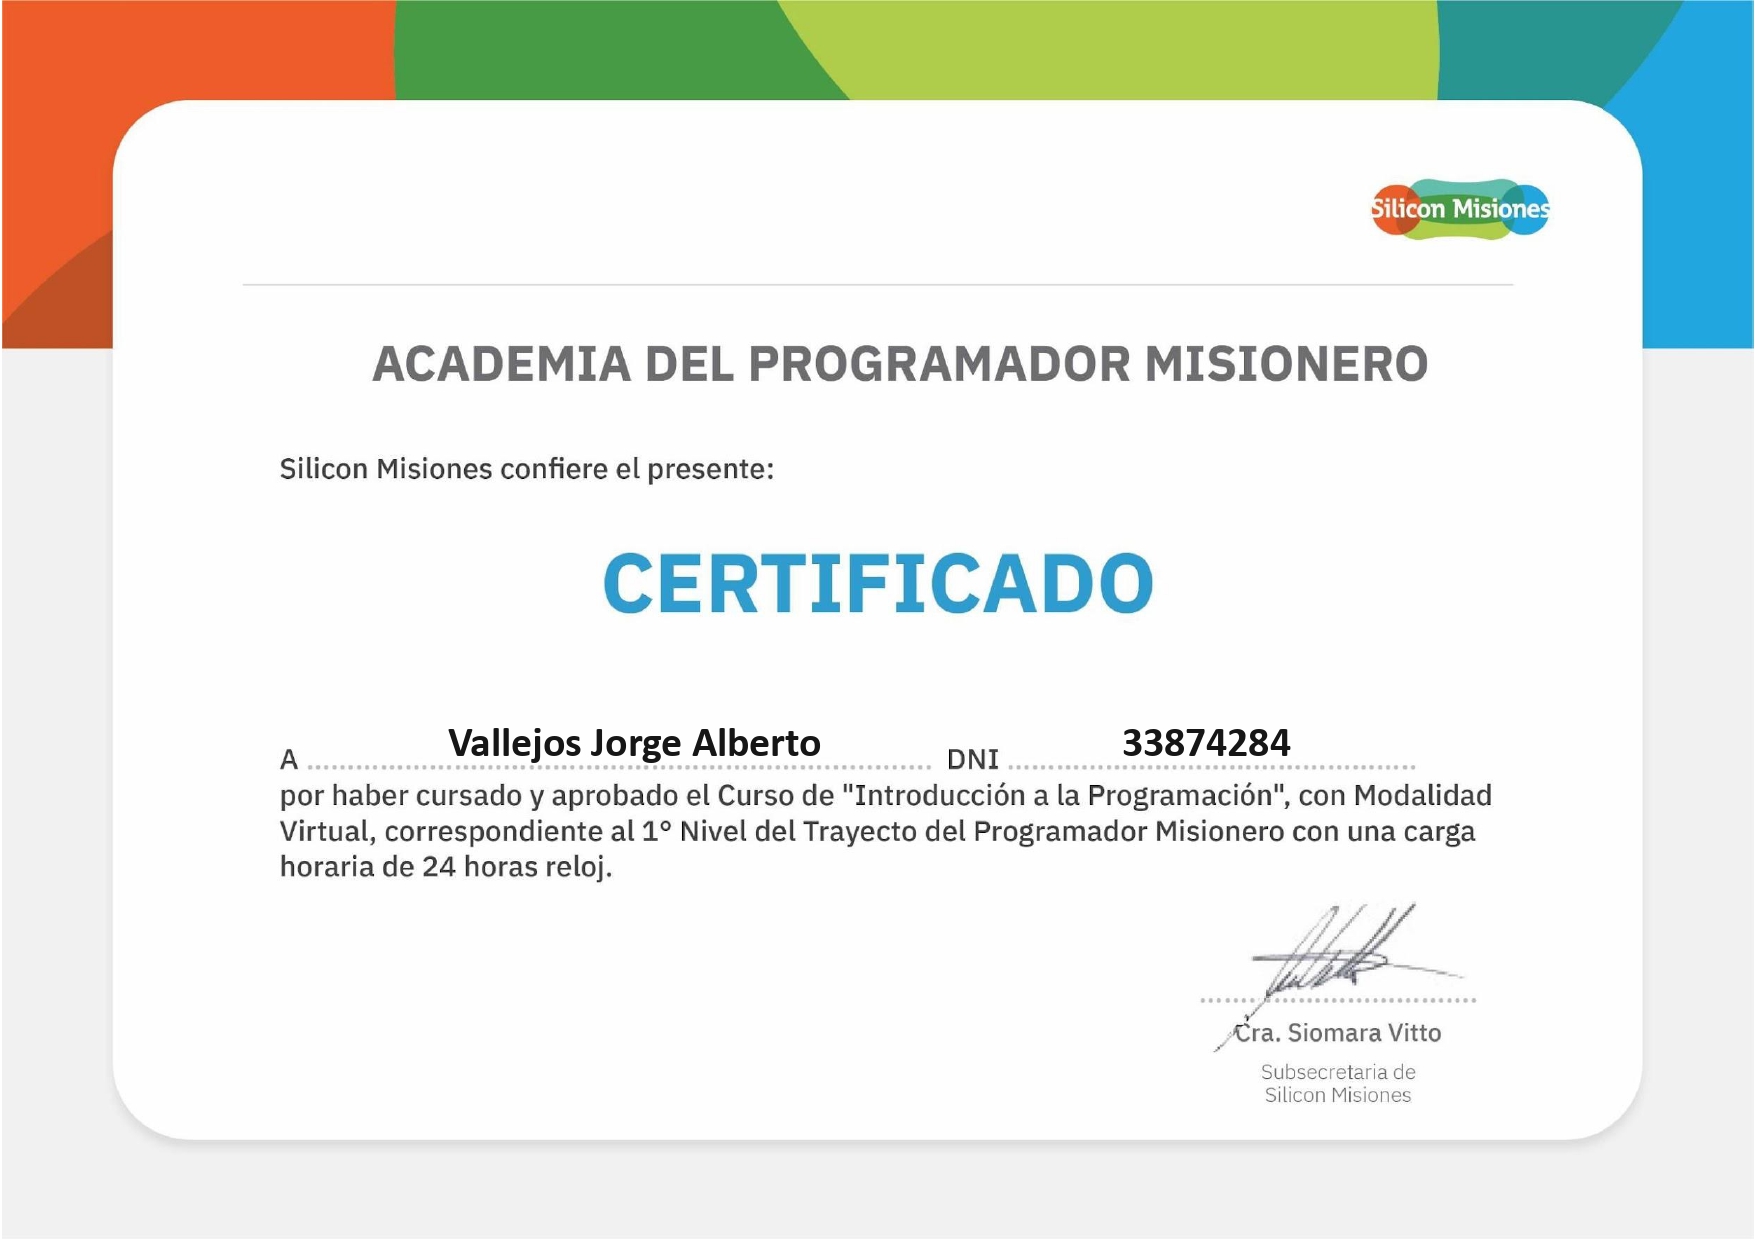 Silicon Misiones
ACADEMIA DEL PROGRAMADOR MISIONERO
Silicon Misiones confiere el presente:
CERTIFICADO
A Vallejos Jorge Alberto DNI 33874284
por haber cursado y aprobado el Curso de "Introducción a la Programación", con Modalidad
Virtual, correspondiente al 1° Nivel del Trayecto del Programador Misionero con una carga
horaria de 24 horas reloj.
Cra. Siomara Vitto
Subsecretaria de
Silicon Misiones